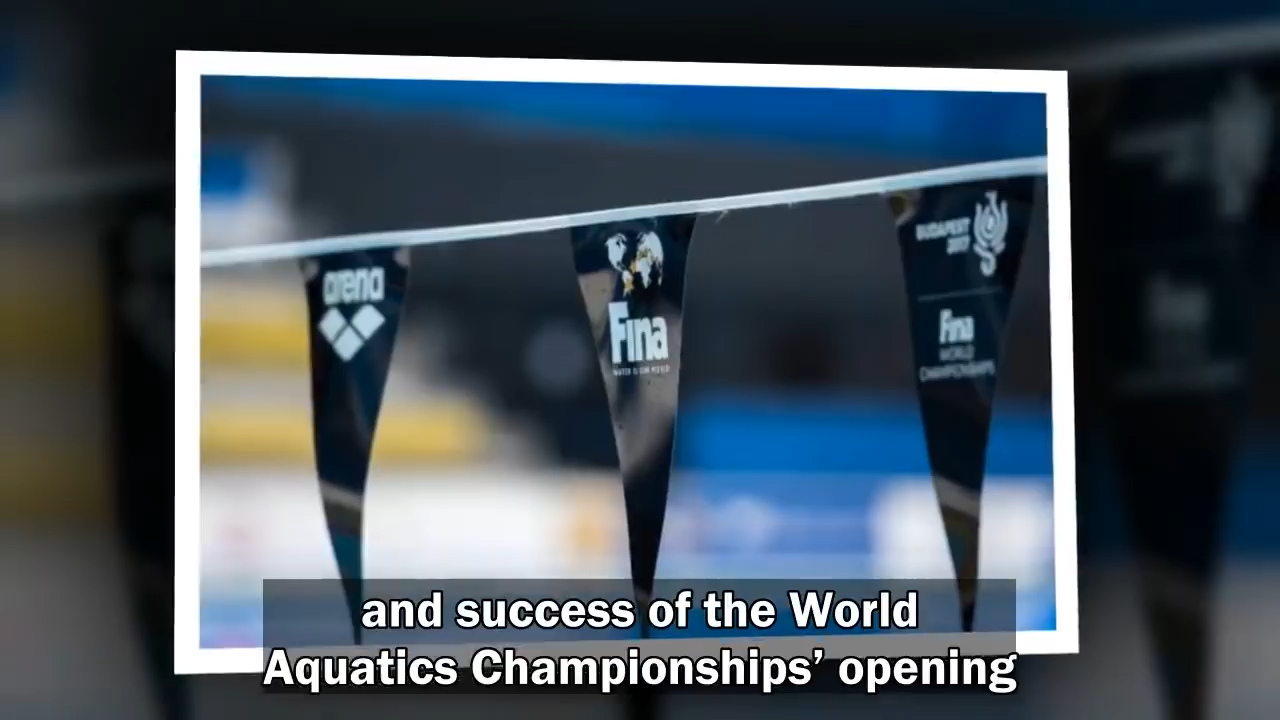 arena
Fina
WATER IS OUR WORLD
BUDAPEST
2017
Fina
WORLD
CHAMPIONSHIPS
and success of the World
Aquatics Championships’ opening